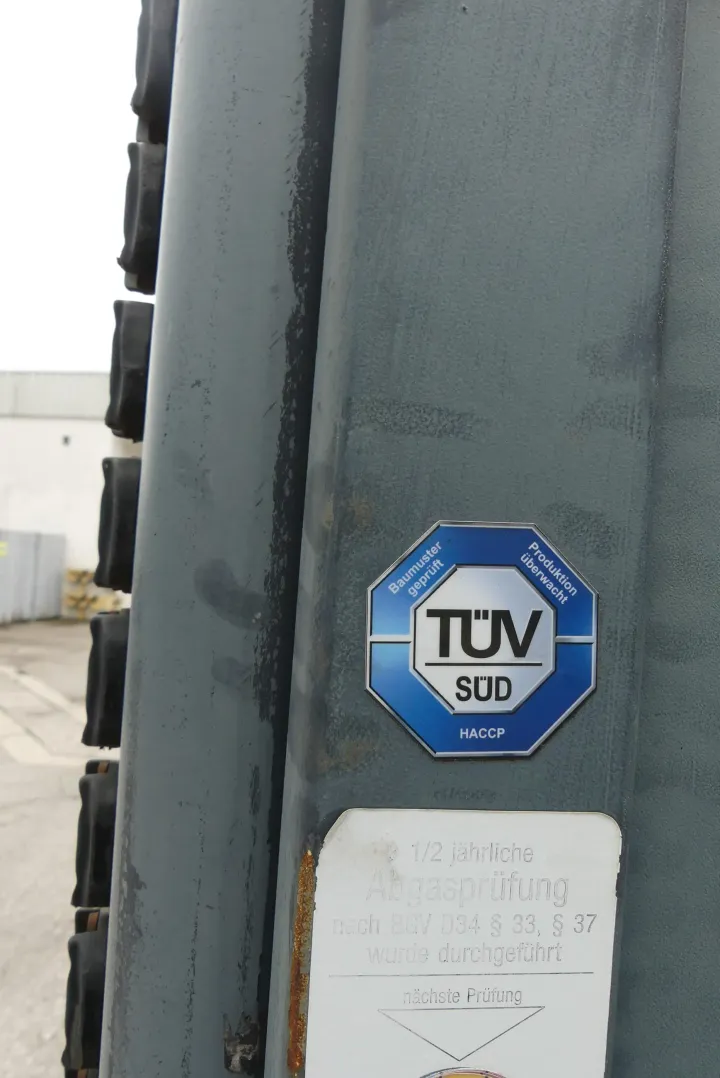 Baumuster
geprüft
Produktion
überwacht
TÜV
SÜD
HACCP
1/2 jährliche
Abgasprüfung
nach BGV D34 § 33, § 37
wurde durchgeführt
nächste Prüfung